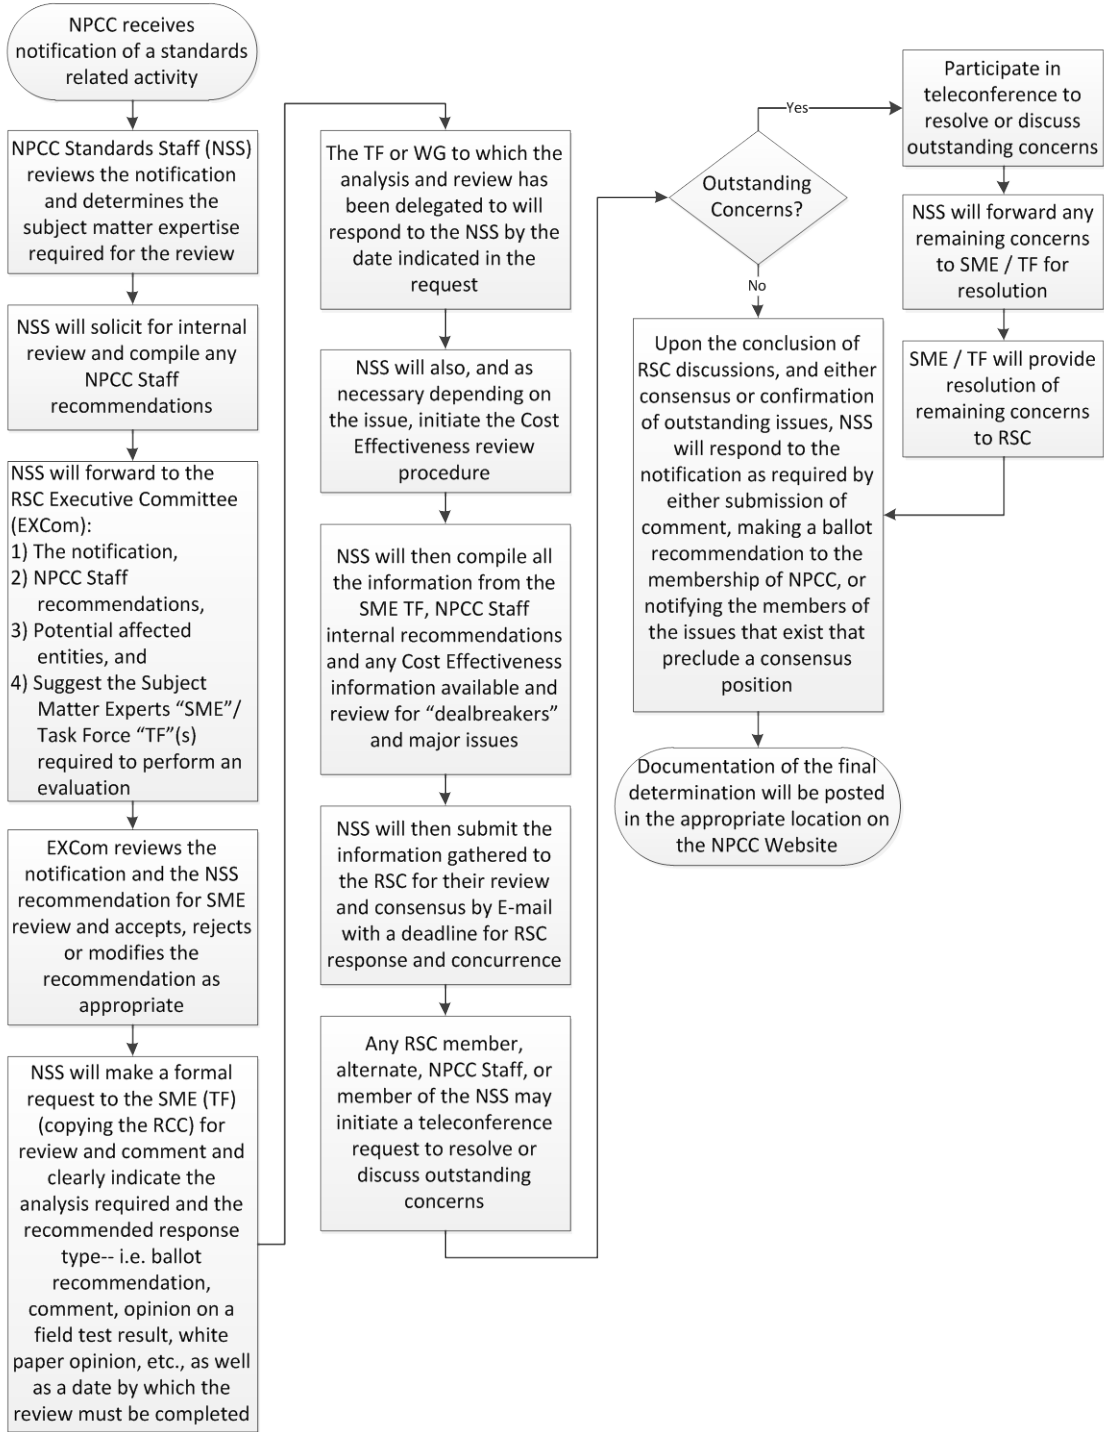 NPCC receives
notification of a standards
related activity
NPCC Standards Staff (NSS)
reviews the notification
and determines the
subject matter expertise
required for the review
NSS will solicit for internal
review and compile any
NPCC Staff
recommendations
NSS will forward to the
RSC Executive Committee
(EXCom):
1) The notification,
2) NPCC Staff
recommendations,
3) Potential affected
entities, and
4) Suggest the Subject
Matter Experts “SME”/
Task Force “TF”(s)
required to perform an
evaluation
EXCom reviews the
notification and the NSS
recommendation for SME
review and accepts, rejects
or modifies the
recommendation as
appropriate
NSS will make a formal
request to the SME (TF)
(copying the RCC) for
review and comment and
clearly indicate the
analysis required and the
recommended response
type-- i.e. ballot
recommendation,
comment, opinion on a
field test result, white
paper opinion, etc., as well
as a date by which the
review must be completed
The TF or WG to which the
analysis and review has
been delegated to will
respond to the NSS by the
date indicated in the
request
NSS will also, and as
necessary depending on
the issue, initiate the Cost
Effectiveness review
procedure
NSS will then compile all
the information from the
SME TF, NPCC Staff
internal recommendations
and any Cost Effectiveness
information available and
review for “dealbreakers”
and major issues
NSS will then submit the
information gathered to
the RSC for their review
and consensus by E-mail
with a deadline for RSC
response and concurrence
Any RSC member,
alternate, NPCC Staff, or
member of the NSS may
initiate a teleconference
request to resolve or
discuss outstanding
concerns
Outstanding
Concerns?
Yes
No
Participate in
teleconference to
resolve or discuss
outstanding concerns
NSS will forward any
remaining concerns
to SME / TF for
resolution
SME / TF will provide
resolution of
remaining concerns
to RSC
Upon the conclusion of
RSC discussions, and either
consensus or confirmation
of outstanding issues, NSS
will respond to the
notification as required by
either submission of
comment, making a ballot
recommendation to the
membership of NPCC, or
notifying the members of
the issues that exist that
preclude a consensus
position
Documentation of the final
determination will be posted
in the appropriate location on
the NPCC Website